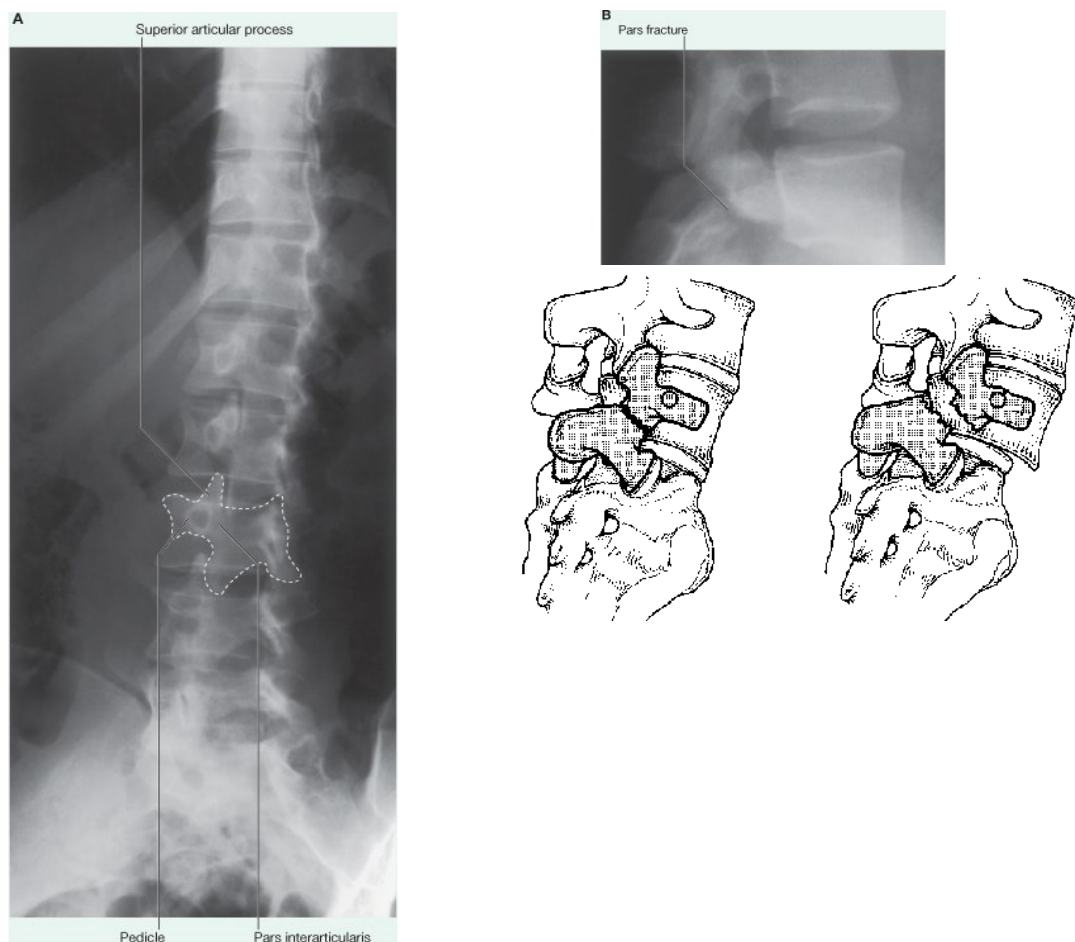 A
Superior articular process
Pedicle
Pars interarticularis
B
Pars fracture